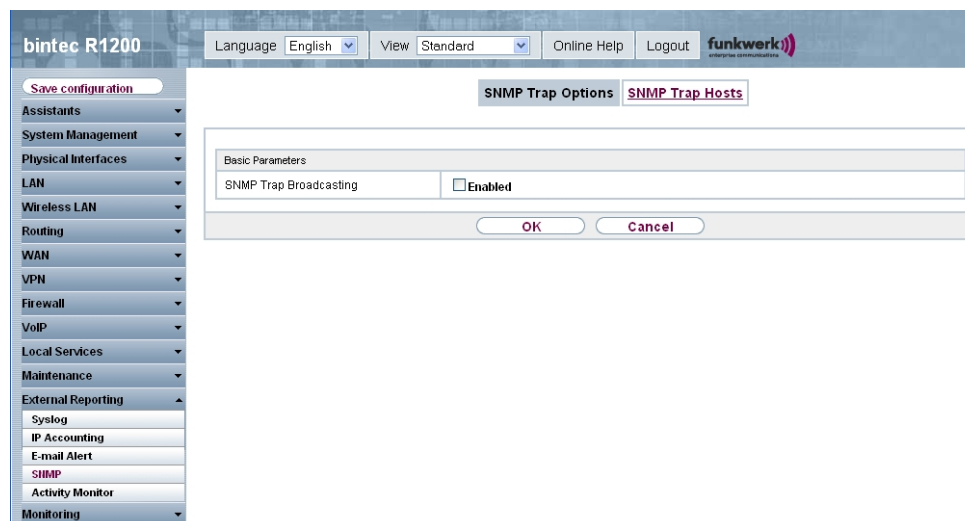 bintec R1200
Language English View Standard Online Help Logout funkwerk
enterprise communications
Save configuration
Assistants
System Management
Physical Interfaces
LAN
Wireless LAN
Routing
WAN
VPN
Firewall
VoIP
Local Services
Maintenance
External Reporting
Syslog
IP Accounting
E-mail Alert
SNMP
Activity Monitor
Monitoring
SNMP Trap Options SNMP Trap Hosts
Basic Parameters
SNMP Trap Broadcasting Enabled
OK Cancel